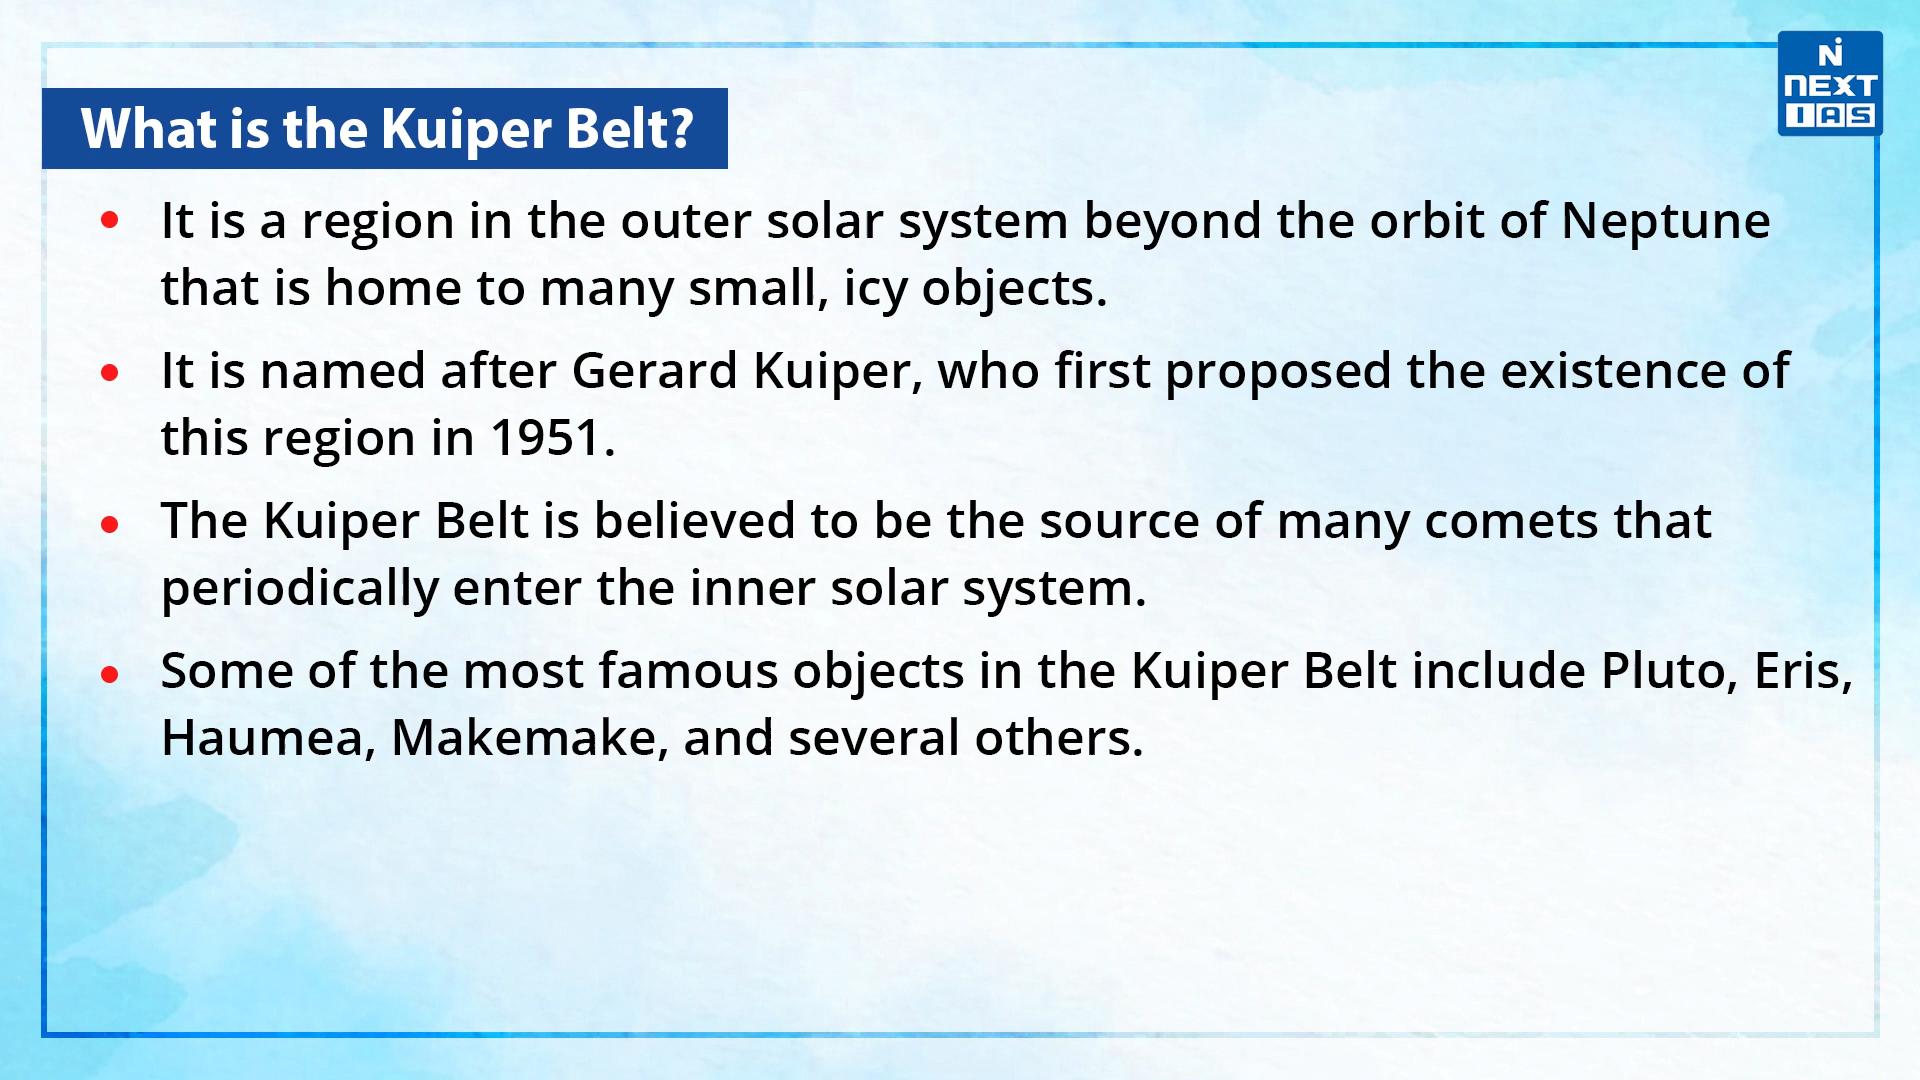 N
NEXT
IAS
What is the Kuiper Belt?
• It is a region in the outer solar system beyond the orbit of Neptune
that is home to many small, icy objects.
• It is named after Gerard Kuiper, who first proposed the existence of
this region in 1951.
• The Kuiper Belt is believed to be the source of many comets that
periodically enter the inner solar system.
• Some of the most famous objects in the Kuiper Belt include Pluto, Eris,
Haumea, Makemake, and several others.